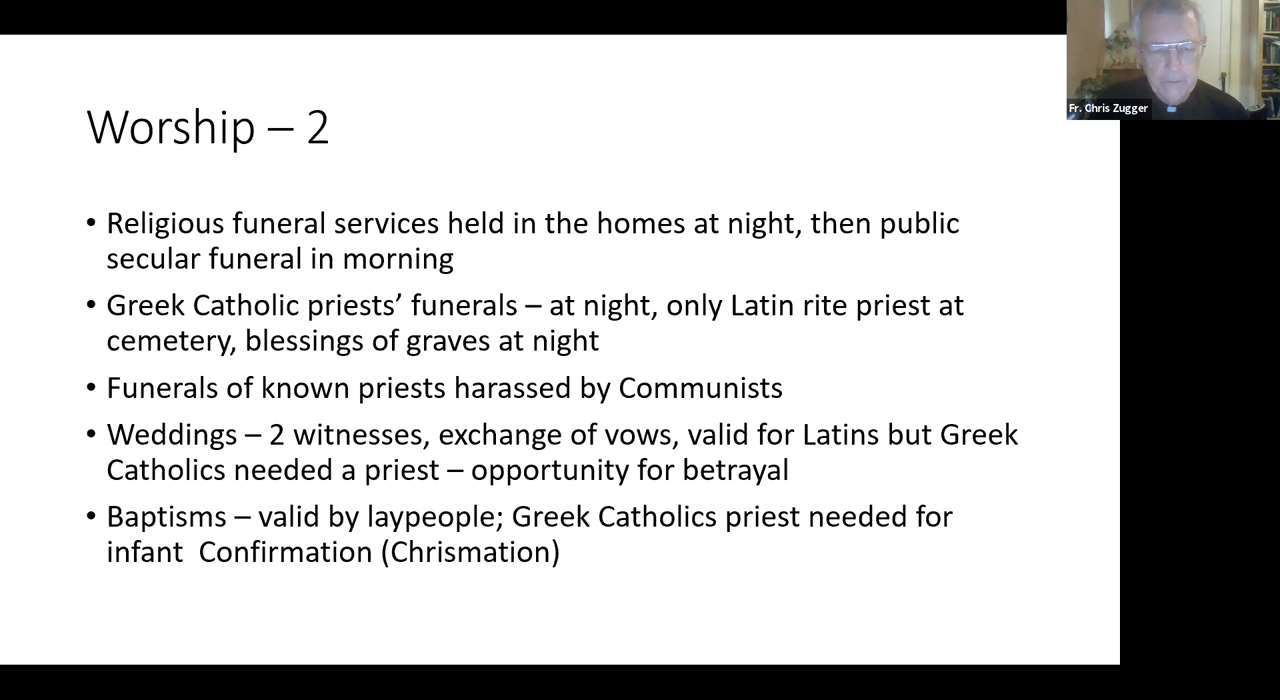 Fr. Chris Zugger
Worship – 2
• Religious funeral services held in the homes at night, then public
secular funeral in morning
• Greek Catholic priests’ funerals – at night, only Latin rite priest at
cemetery, blessings of graves at night
• Funerals of known priests harassed by Communists
• Weddings – 2 witnesses, exchange of vows, valid for Latins but Greek
Catholics needed a priest – opportunity for betrayal
• Baptisms – valid by laypeople; Greek Catholics priest needed for
infant  Confirmation (Chrismation)